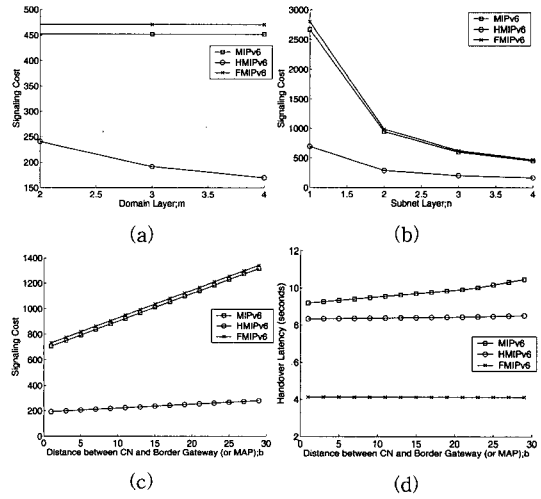 500
450
400
350
300
250
200
150
Signaling Cost
MIPv6
HMIPv6
FMIPv6
2
2.5
3
3.5
4
Domain Layer;m
(a)
3000
2500
2000
1500
1000
500
0
Signaling Cost
MIPv6
HMIPv6
FMIPv6
1
1.5
2
2.5
3
3.5
4
Subnet Layer;n
(b)
1400
1200
1000
800
600
400
200
0
Signaling Cost
MIPv6
HMIPv6
FMIPv6
0
5
10
15
20
25
30
Distance between CN and Border Gateway (or MAP);b
(c)
12
10
8
6
4
2
Handover Latency (seconds)
MIPv6
HMIPv6
FMIPv6
0
5
10
15
20
25
30
Distance between CN and Border Gateway (or MAP);b
(d)